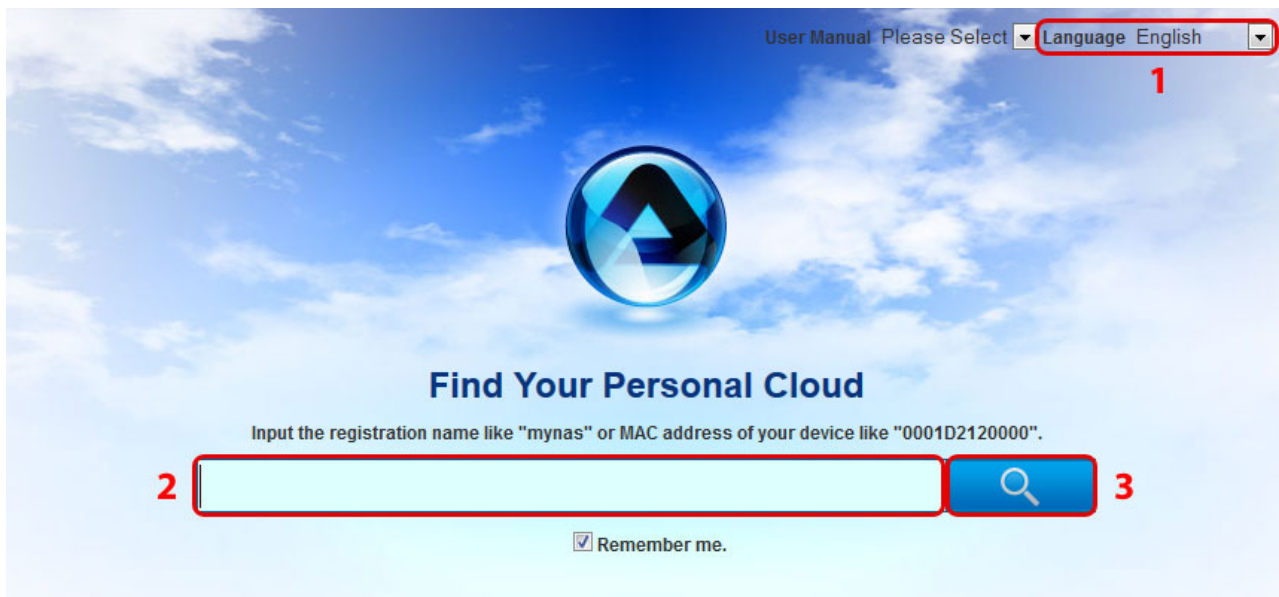 User Manual Please Select Language English
1
Find Your Personal Cloud
Input the registration name like "mynas" or MAC address of your device like "0001D2120000".
2
3
Remember me.